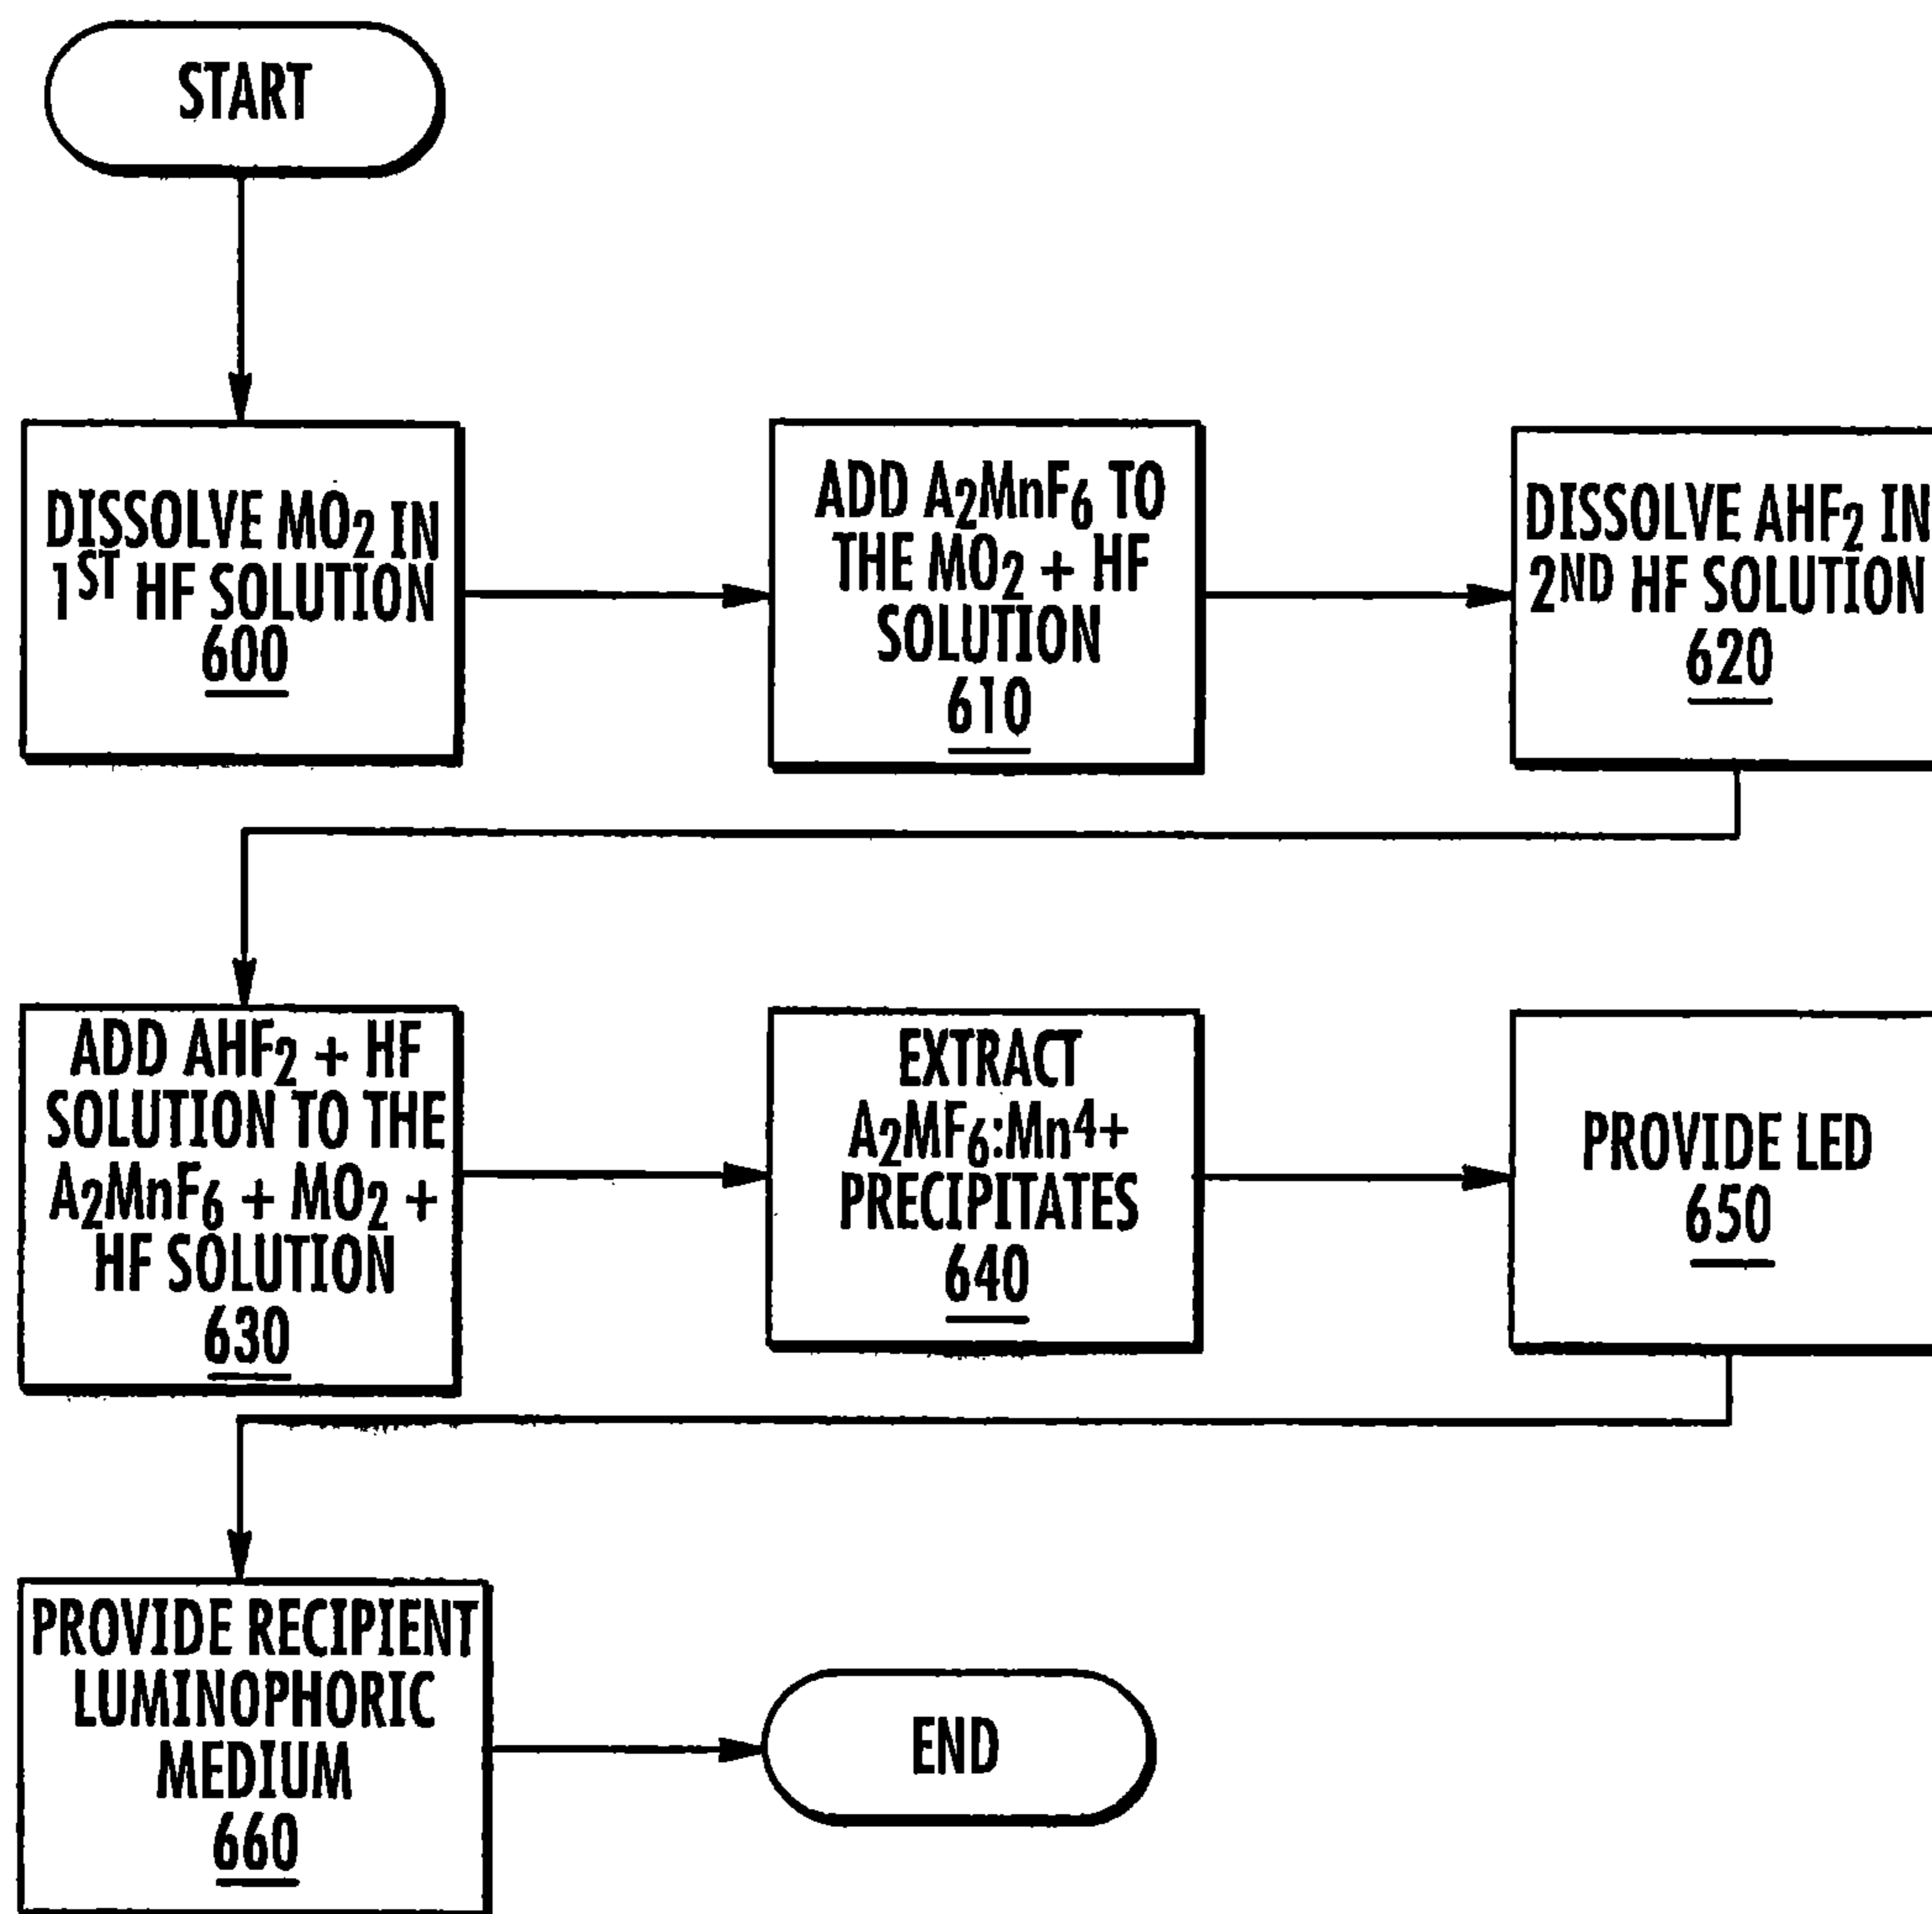 START
DISSOLVE MO₂ IN
1ST HF SOLUTION
600
ADD A₂MnF₆ TO
THE MO₂ + HF
SOLUTION
610
DISSOLVE AHF₂ IN
2ND HF SOLUTION
620
ADD AHF₂ + HF
SOLUTION TO THE
A₂MnF₆ + MO₂ +
HF SOLUTION
630
EXTRACT
A₂MF₆:Mn⁴⁺
PRECIPITATES
640
PROVIDE LED
650
PROVIDE RECIPIENT
LUMINOPHORIC
MEDIUM
660
END